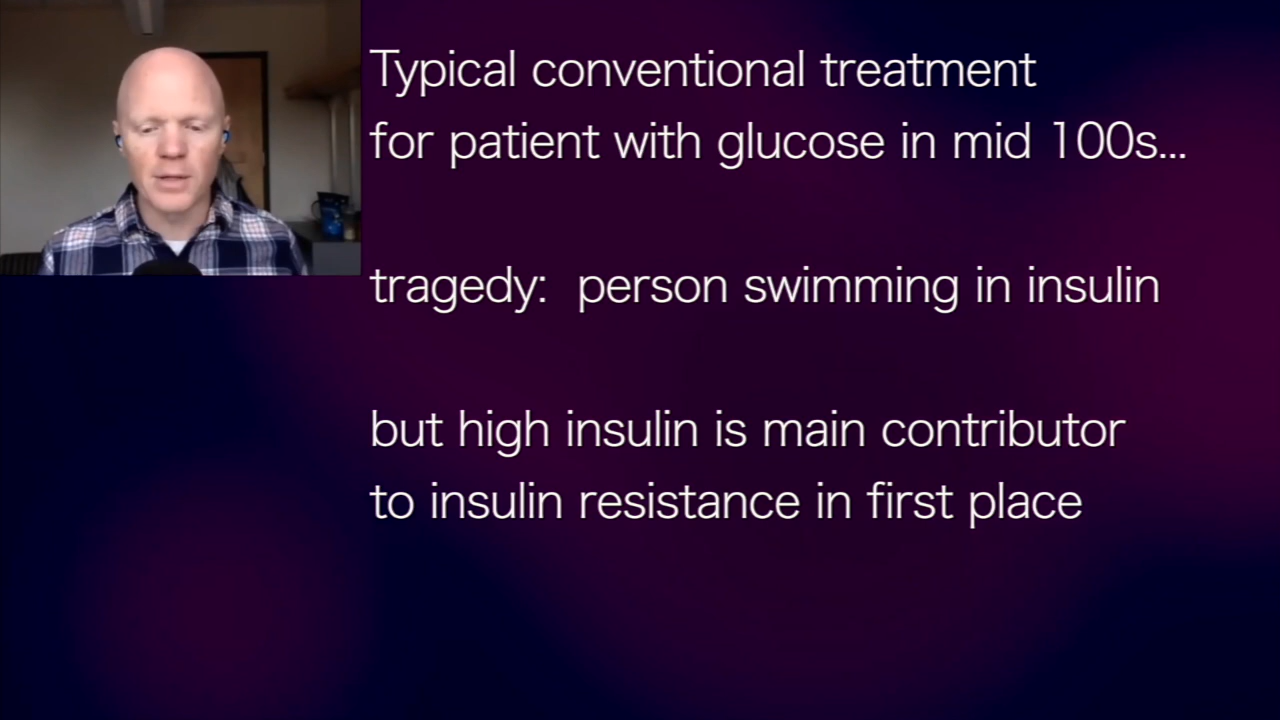 Typical conventional treatment
for patient with glucose in mid 100s...
tragedy:  person swimming in insulin
but high insulin is main contributor
to insulin resistance in first place